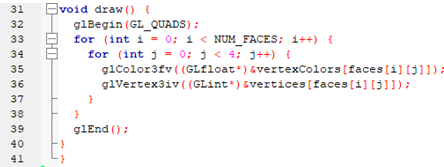 31 void draw() {
32 glBegin(GL_QUADS);
33 for (int i = 0; i < NUM_FACES; i++) {
34 for (int j = 0; j < 4; j++) {
35 glColor3fv((GLfloat*)&vertexColors[faces[i][j]]);
36 glVertex3iv((GLint*)&vertices[faces[i][j]]);
37 }
38 }
39 glEnd();
40 }
41 }